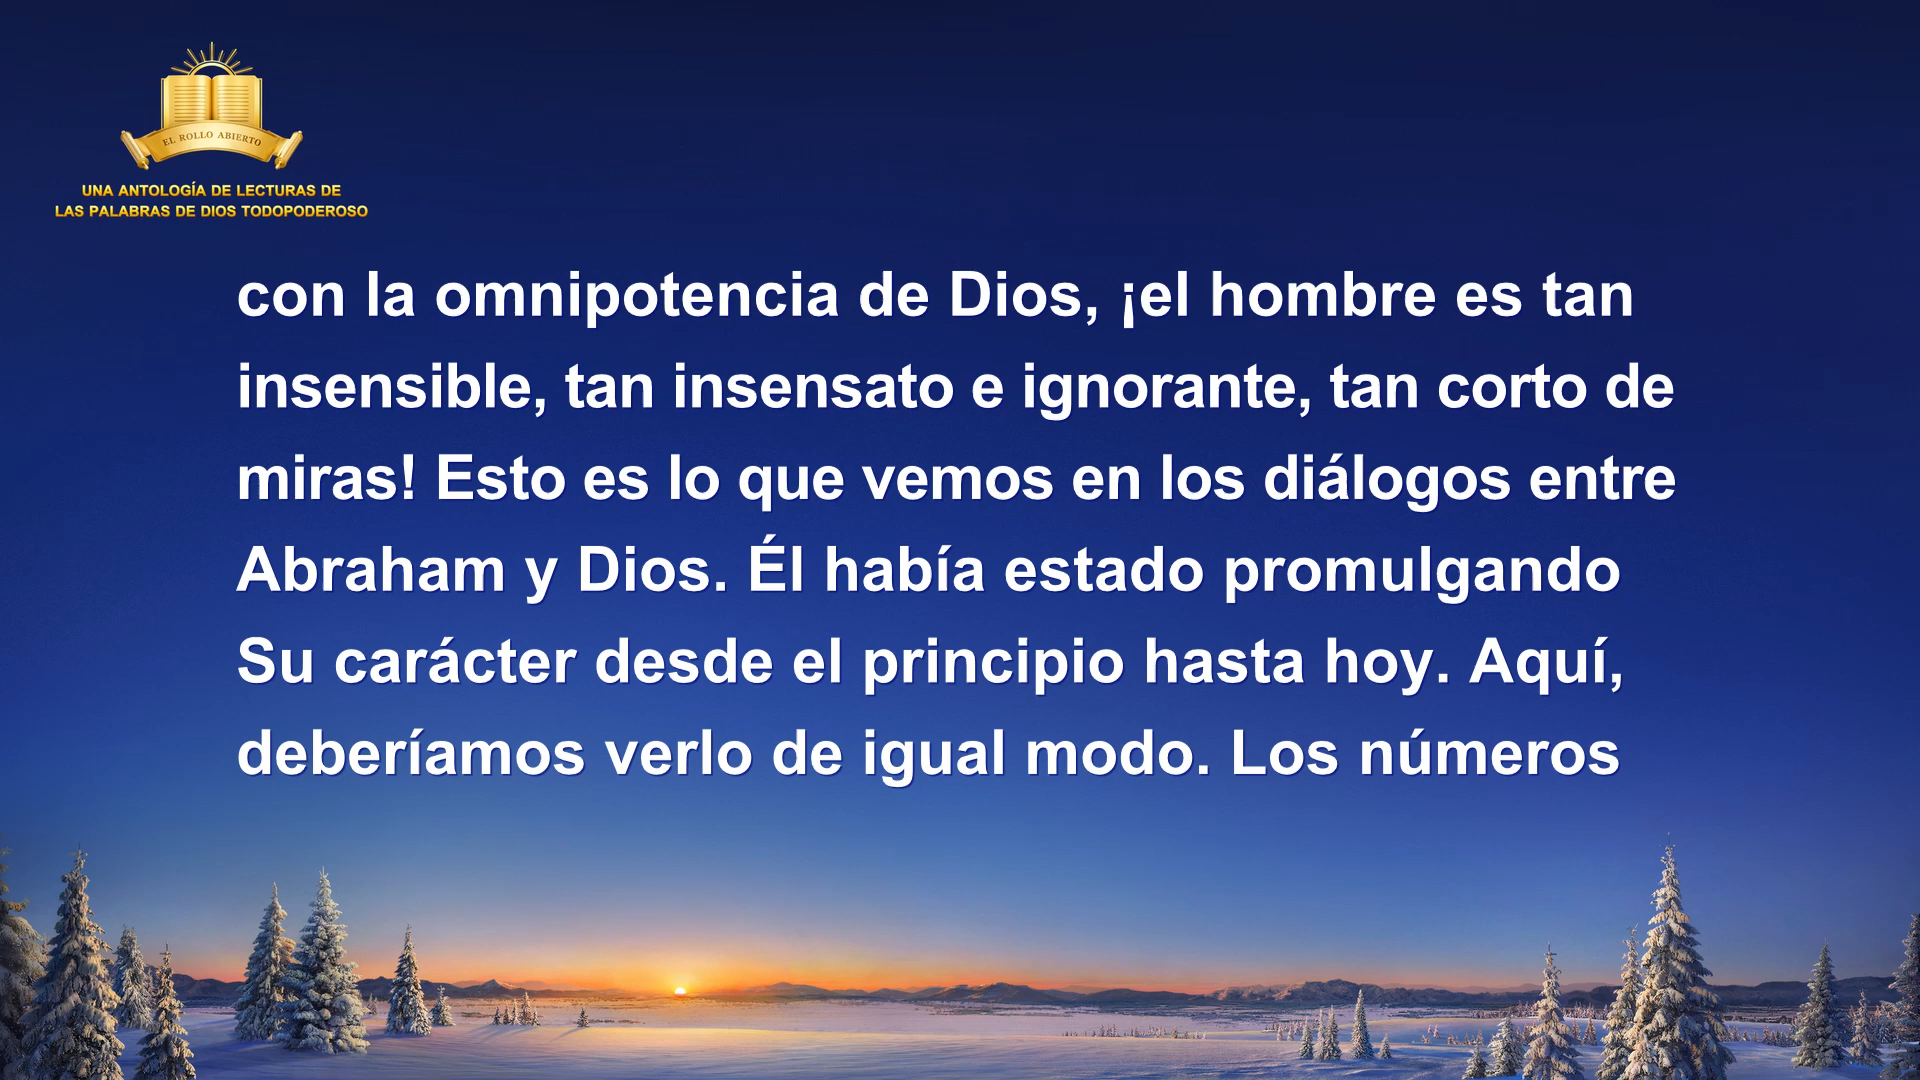 EL ROLLO ABIERTO
UNA ANTOLOGÍA DE LECTURAS DE
LAS PALABRAS DE DIOS TODOPODEROSO
con la omnipotencia de Dios, ¡el hombre es tan
insensible, tan insensato e ignorante, tan corto de
miras! Esto es lo que vemos en los diálogos entre
Abraham y Dios. Él había estado promulgando
Su carácter desde el principio hasta hoy. Aquí,
deberíamos verlo de igual modo. Los números